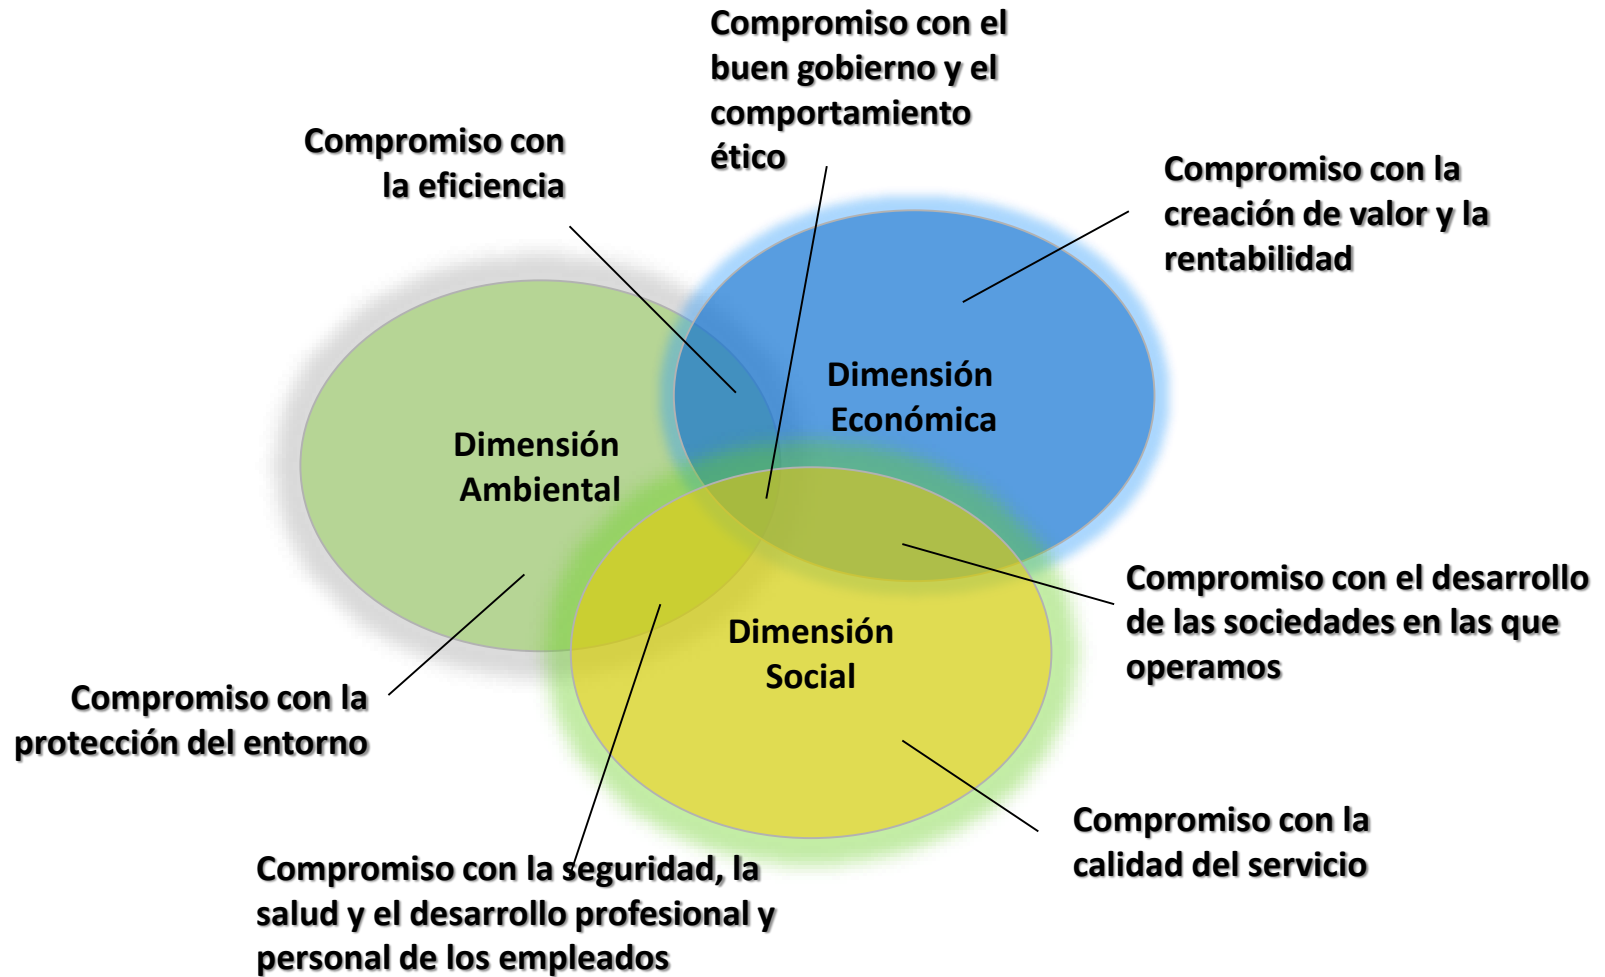 Compromiso con el
buen gobierno y el
comportamiento
ético
Compromiso con
la eficiencia
Compromiso con la
creación de valor y la
rentabilidad
Dimensión
Económica
Dimensión
Ambiental
Compromiso con el desarrollo
de las sociedades en las que
operamos
Dimensión
Social
Compromiso con la
protección del entorno
Compromiso con la
calidad del servicio
Compromiso con la seguridad, la
salud y el desarrollo profesional y
personal de los empleados